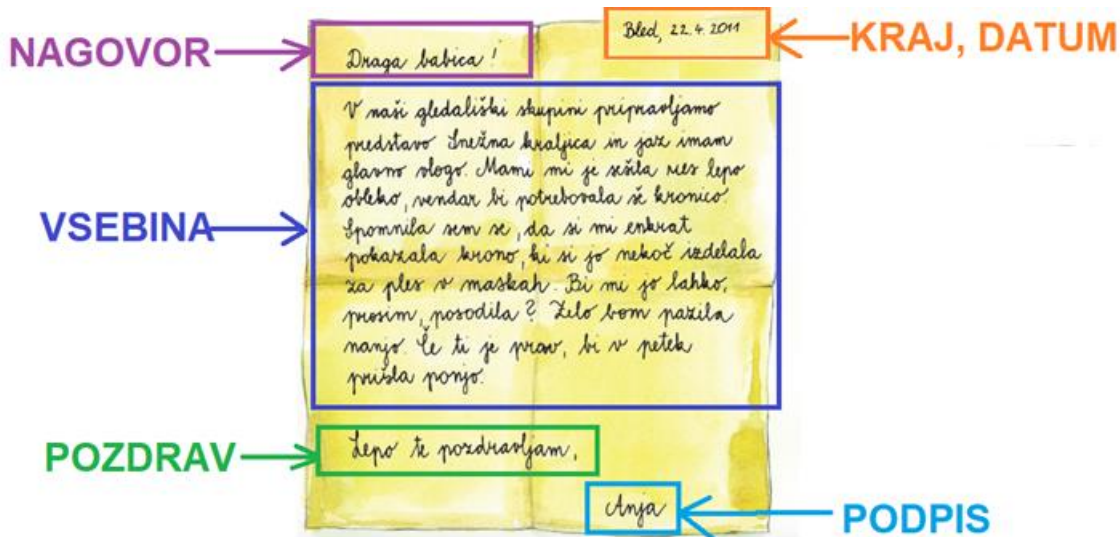 Bled, 22.4.2011
KRAJ, DATUM
NAGOVOR
Draga babica!
VSEBINA
V naši gledališki skupini pripravljamo
predstavo Snežna kraljica in jaz imam
glavno vlogo. Mami mi je sešila res lepo
obleko, vendar bi potrebovala še kronico.
Spomnila sem se, da si mi enkrat
pokazala krono, ki si jo nekoč izdelala
za ples v maskah. Bi mi jo lahko,
prosim, posodila? Zelo bom pazila
nanjo. Če ti je prav, bi v petek
prišla ponjo.
POZDRAV
Lepo te pozdravljam,
Anja
PODPIS